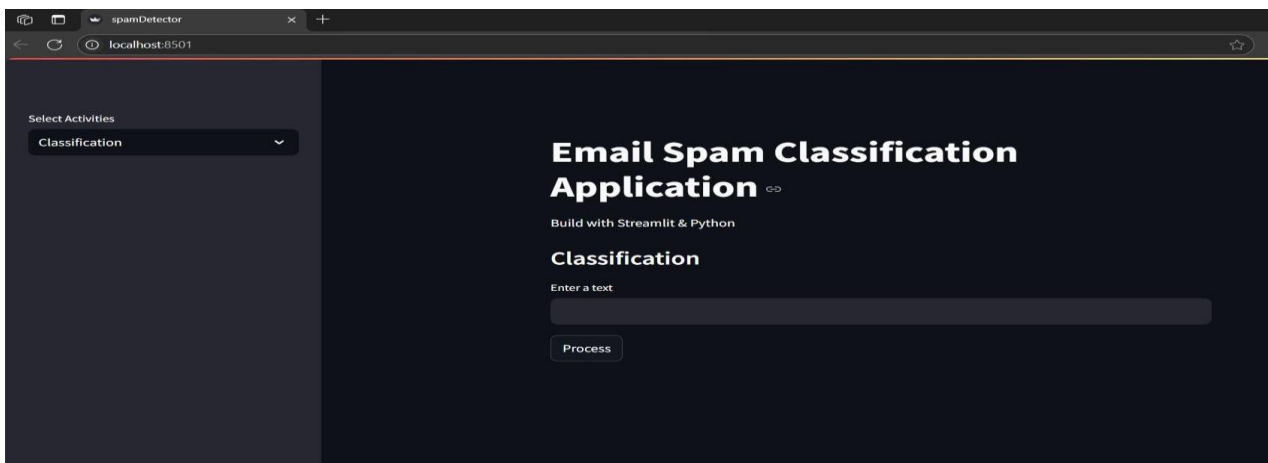 spamDetector
localhost:8501
Select Activities
Classification
Email Spam Classification
Application
Build with Streamlit & Python
Classification
Enter a text
Process